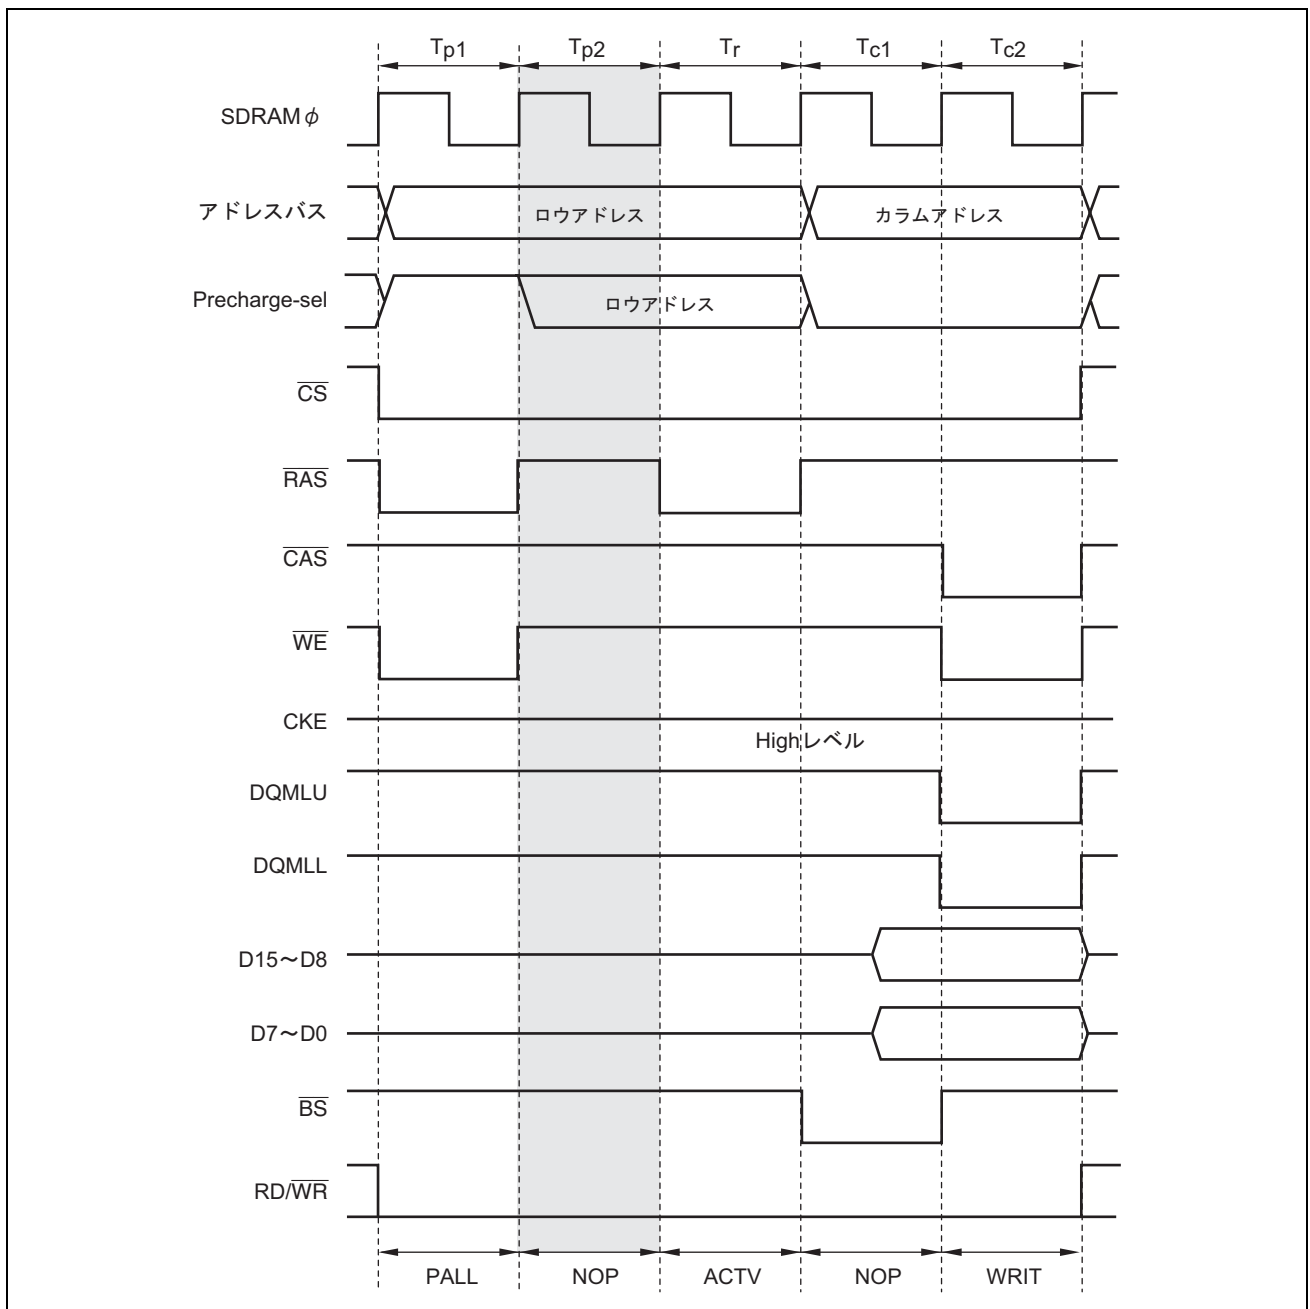 Tp1 Tp2 Tr Tc1 Tc2
SDRAMφ
アドレスバス ロウアドレス カラムアドレス
Precharge-sel ロウアドレス
CS
RAS
CAS
WE
CKE
Highレベル
DQMLU
DQMLL
D15～D8
D7～D0
BS
RD/WR
PALL NOP ACTV NOP WRIT